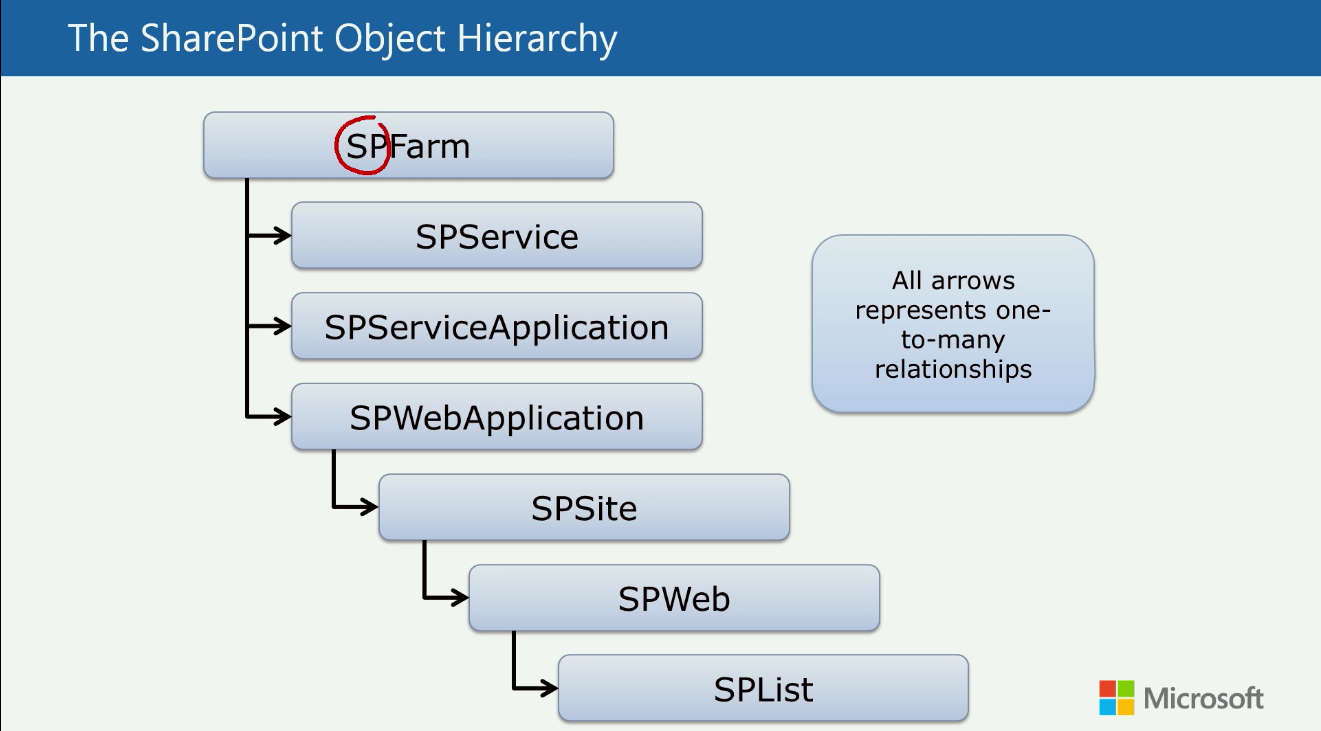 The SharePoint Object Hierarchy
SPFarm
SPService
SPServiceApplication
SPWebApplication
SPSite
SPWeb
SPList
All arrows
represents one-
to-many
relationships
Microsoft